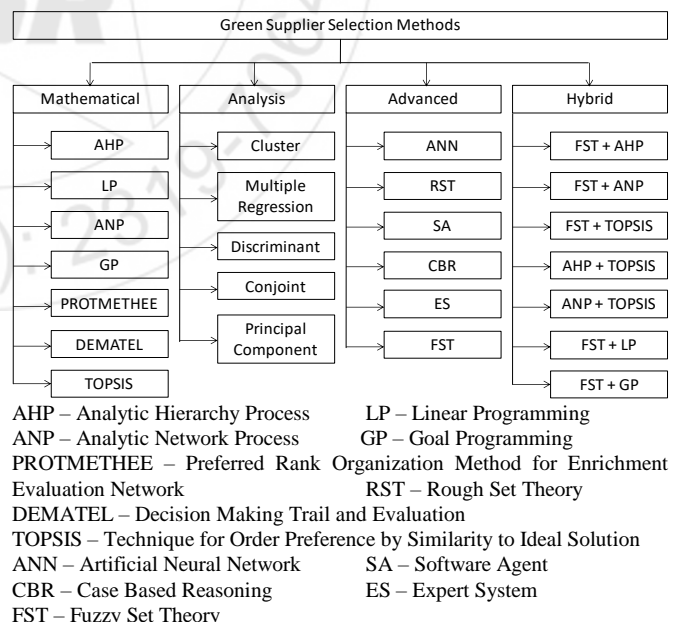 Green Supplier Selection Methods
Mathematical
Analysis
Advanced
Hybrid
AHP
LP
ANP
GP
PROTMETHEE
DEMATEL
TOPSIS
Cluster
Multiple
Regression
Discriminant
Conjoint
Principal
Component
ANN
RST
SA
CBR
ES
FST
FST + AHP
FST + ANP
FST + TOPSIS
AHP + TOPSIS
ANP + TOPSIS
FST + LP
FST + GP
AHP – Analytic Hierarchy Process LP – Linear Programming
ANP – Analytic Network Process GP – Goal Programming
PROTMETHEE – Preferred Rank Organization Method for Enrichment
Evaluation Network RST – Rough Set Theory
DEMATEL – Decision Making Trail and Evaluation
TOPSIS – Technique for Order Preference by Similarity to Ideal Solution
ANN – Artificial Neural Network SA – Software Agent
CBR – Case Based Reasoning ES – Expert System
FST – Fuzzy Set Theory